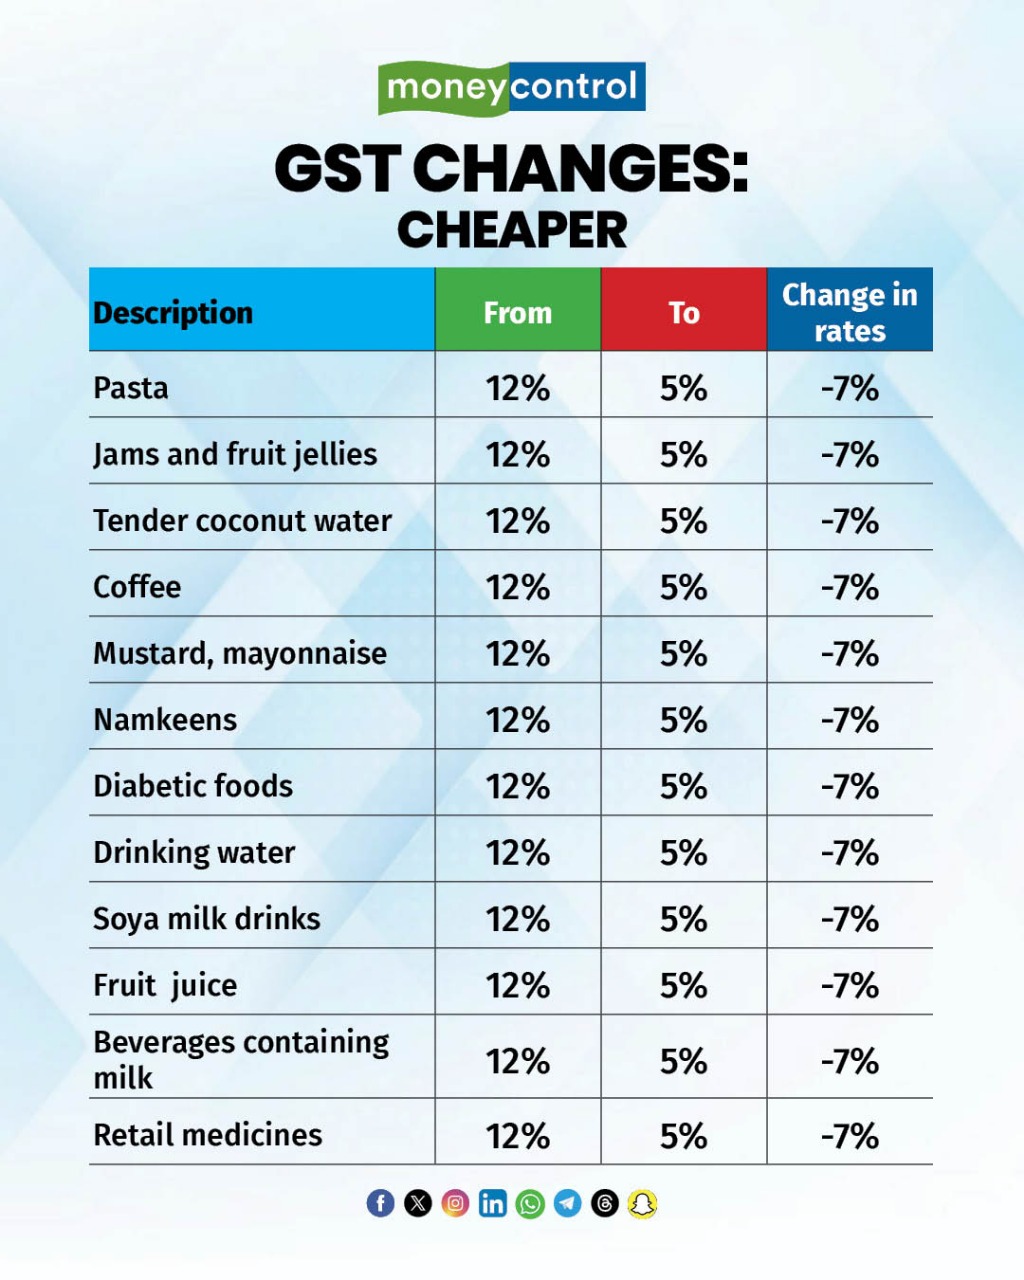 moneycontrol
GST CHANGES:
CHEAPER
Description From To Change in
rates
Pasta 12% 5% -7%
Jams and fruit jellies 12% 5% -7%
Tender coconut water 12% 5% -7%
Coffee 12% 5% -7%
Mustard, mayonnaise 12% 5% -7%
Namkeens 12% 5% -7%
Diabetic foods 12% 5% -7%
Drinking water 12% 5% -7%
Soya milk drinks 12% 5% -7%
Fruit juice 12% 5% -7%
Beverages containing
milk 12% 5% -7%
Retail medicines 12% 5% -7%